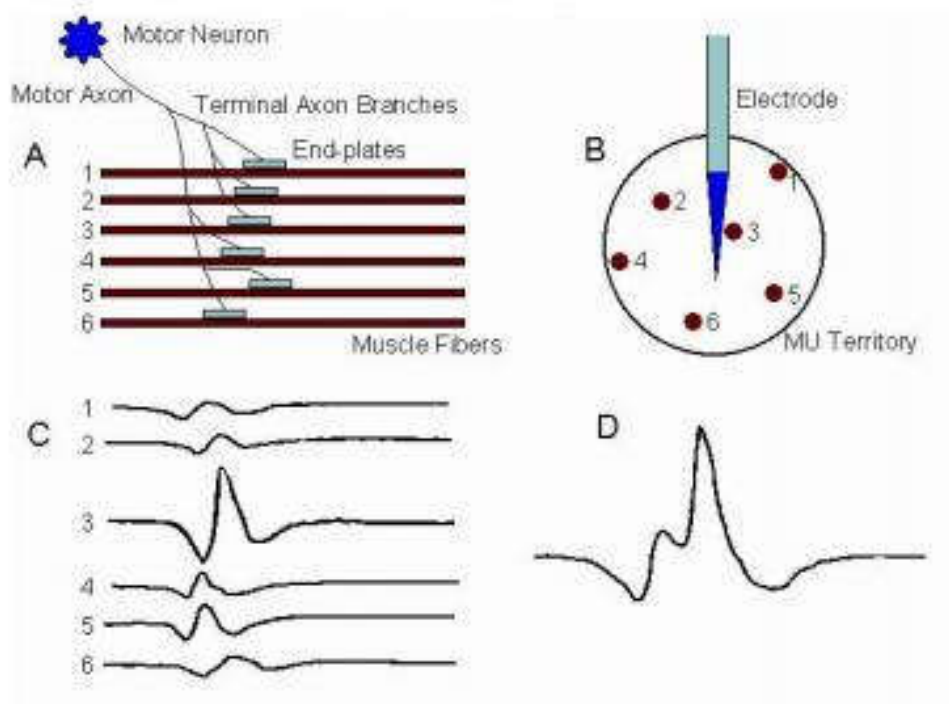 Motor Neuron
Motor Axon
Terminal Axon Branches
A
End-plates
1
2
3
4
5
6
Muscle Fibers
Electrode
B
1
2
3
4
5
6
MU Territory
C
1
2
3
4
5
6
D